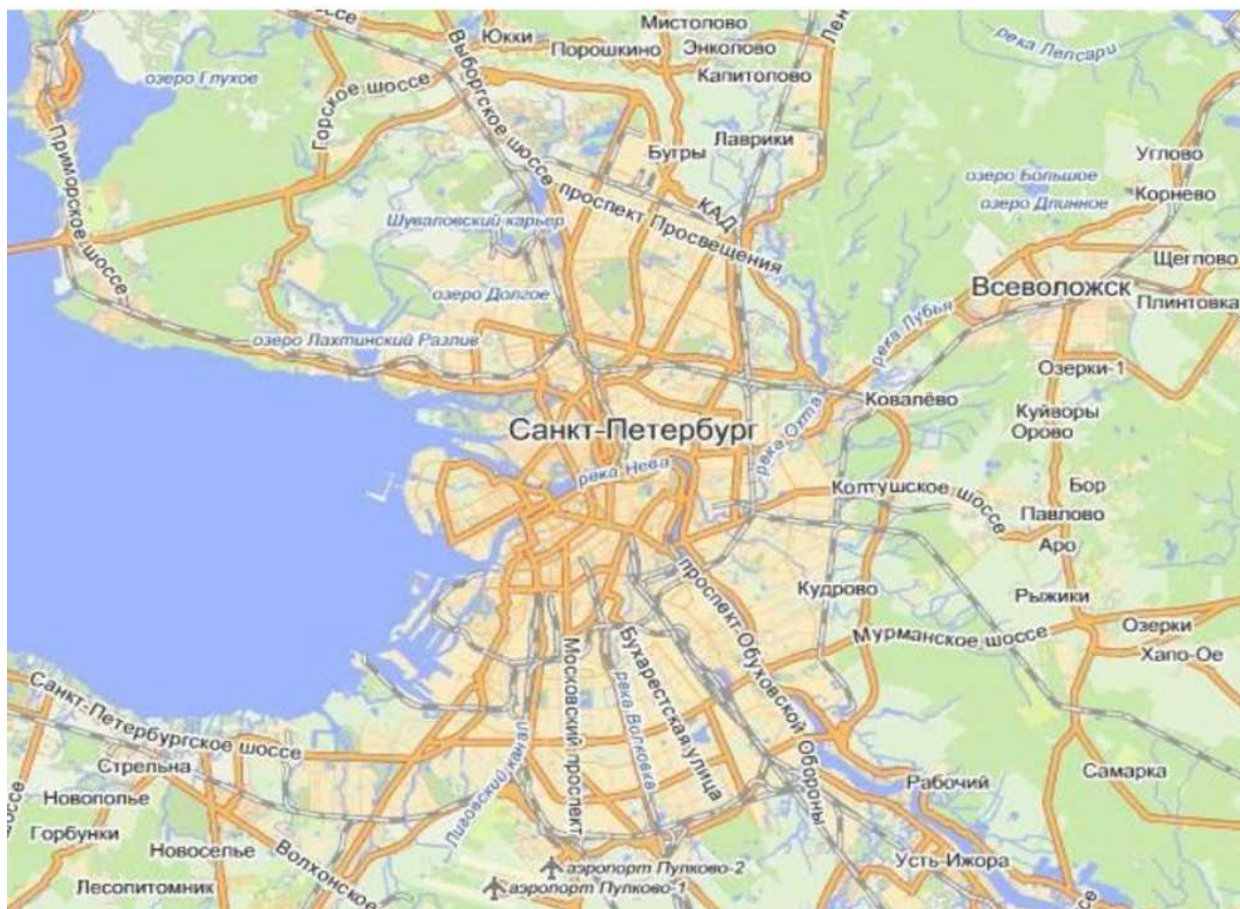 Мистолово
Юкки
Порошкино
Энколово
Капитолово
озеро Глухое
река Лепсари
Горское шоссе
Выборгское шоссе
Приморское шоссе
Лаврики
Бугры
Углово
озеро Большое
Корнево
озеро Длинное
КАД
проспект Просвещения
Шуваловский карьер
Щеглово
Всеволожск
Плинтовка
озеро Долгое
озеро Лахтинский Разлив
река Лубья
Озерки-1
Ковалёво
Куйворы
Орово
Санкт-Петербург
река Охта
река Нева
Колтушское шоссе
Бор
Павлово
Аро
Кудрово
Рыжики
проспект Обуховской Обороны
Мурманское шоссе
Озерки
Хапо-Ое
Московский проспект
Бухарестская улица
река Волковка
Санкт-Петербургское шоссе
Стрельна
Рабочий
Самарка
Новополье
Горбунки
Новоселье
Волхонское
Лесопитомник
аэропорт Пулково-2
аэропорт Пулково-1
Усть-Ижора